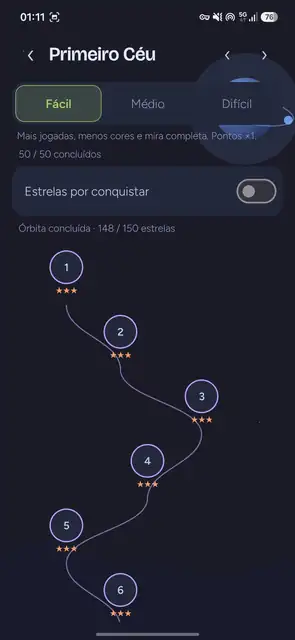 01:11
5G
76
Primeiro Céu
Fácil
Médio
Difícil
Mais jogadas, menos cores e mira completa. Pontos ×1.
50 / 50 concluídos
Estrelas por conquistar
Órbita concluída · 148 / 150 estrelas
1
★★★
2
★★★
3
★★★
4
★★★
5
★★★
6
★★★